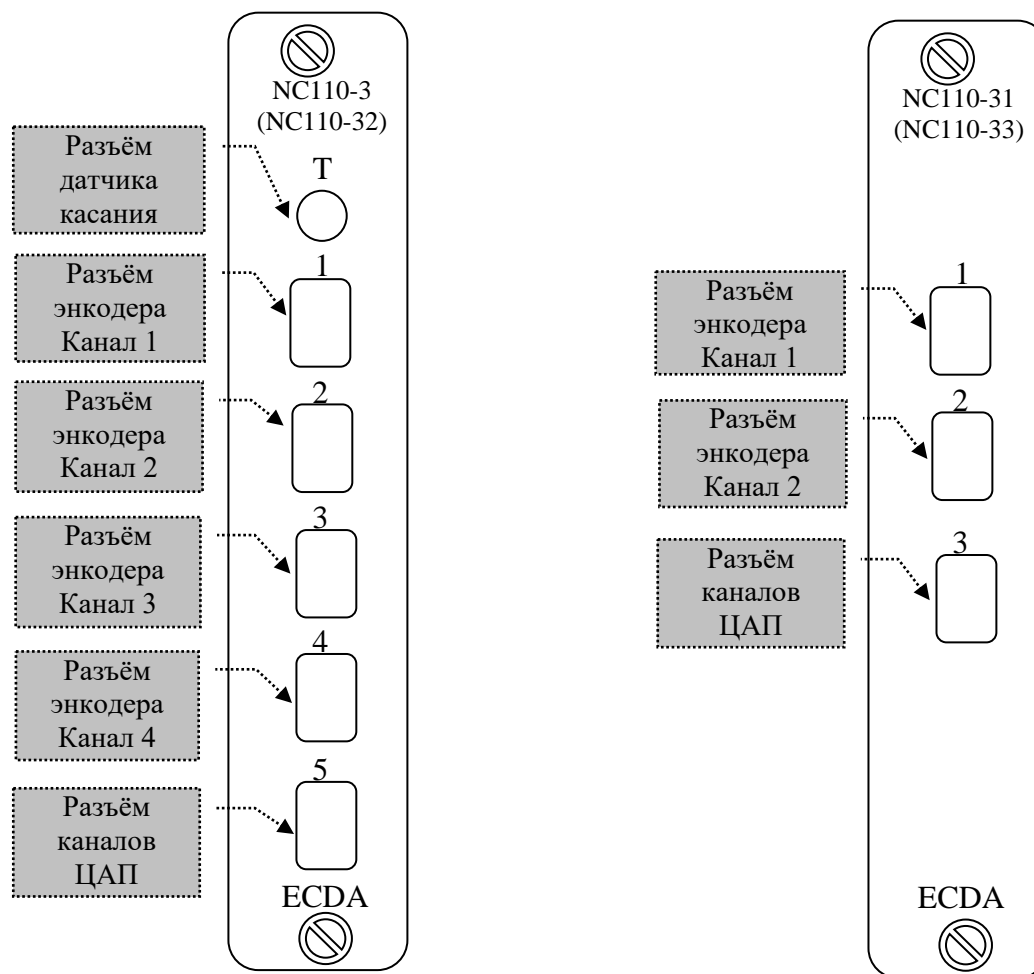 NC110-3
(NC110-32)
Разъём
датчика
касания
T
Разъём
энкодера
Канал 1
1
Разъём
энкодера
Канал 2
2
Разъём
энкодера
Канал 3
3
Разъём
энкодера
Канал 4
4
Разъём
каналов
ЦАП
5
ECDA
NC110-31
(NC110-33)
Разъём
энкодера
Канал 1
1
Разъём
энкодера
Канал 2
2
Разъём
каналов
ЦАП
3
ECDA